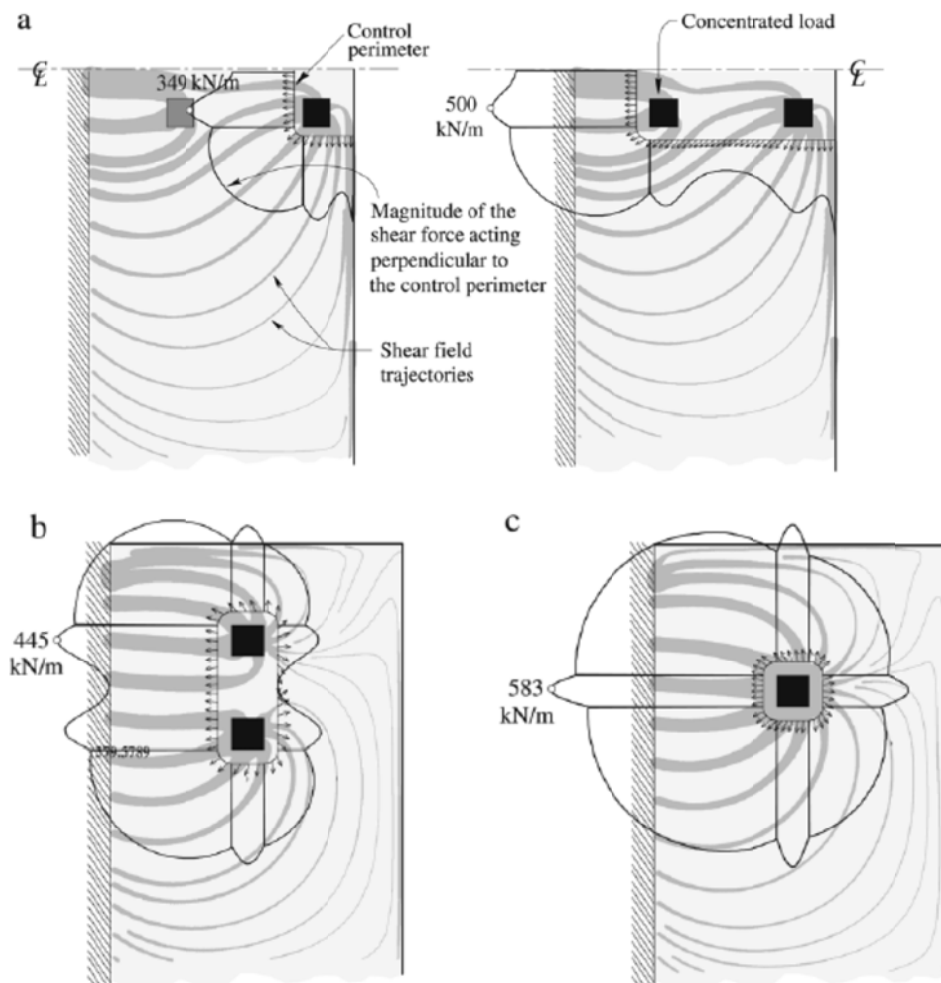 a
Control
perimeter
Concentrated load
℄
349 kN/m
℄
500
kN/m
Magnitude of the
shear force acting
perpendicular to
the control perimeter
Shear field
trajectories
b
c
445
kN/m
583
kN/m